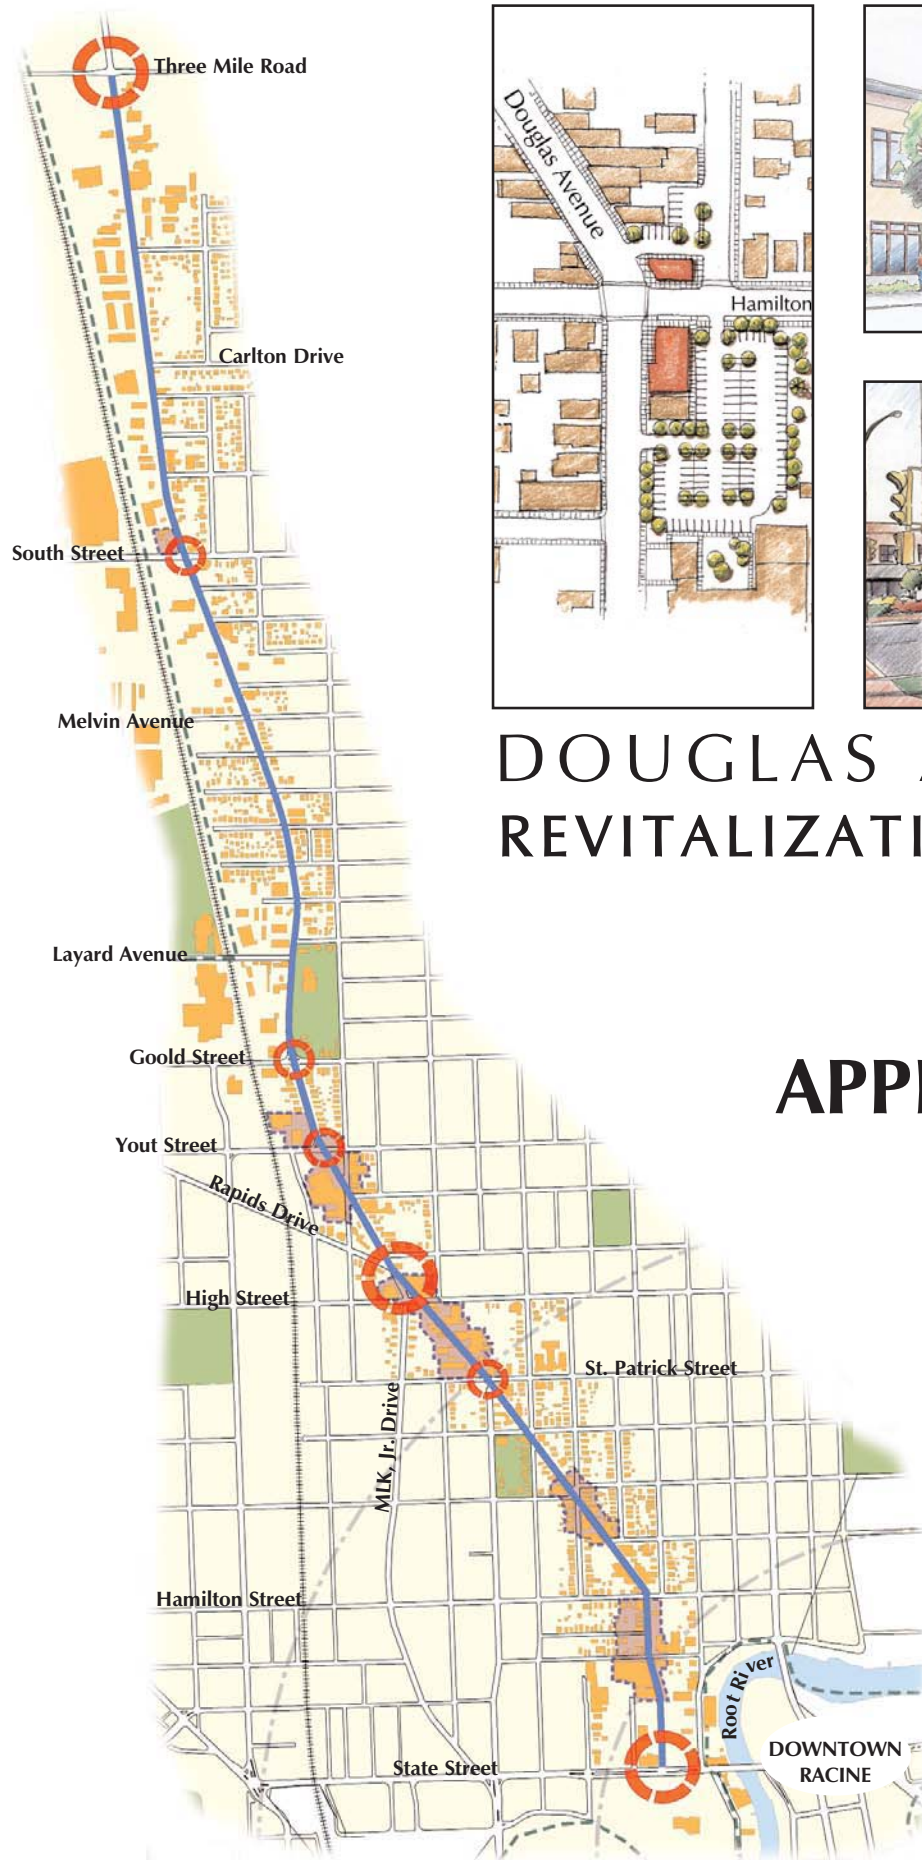 Three Mile Road
Douglas Avenue
Hamilton
Carlton Drive
South Street
Melvin Avenue
DOUGLAS
REVITALIZATI
Layard Avenue
Goold Street
APP
Yout Street
Rapids Drive
High Street
St. Patrick Street
MLK, Jr. Drive
Hamilton Street
Root River
State Street
DOWNTOWN
RACINE